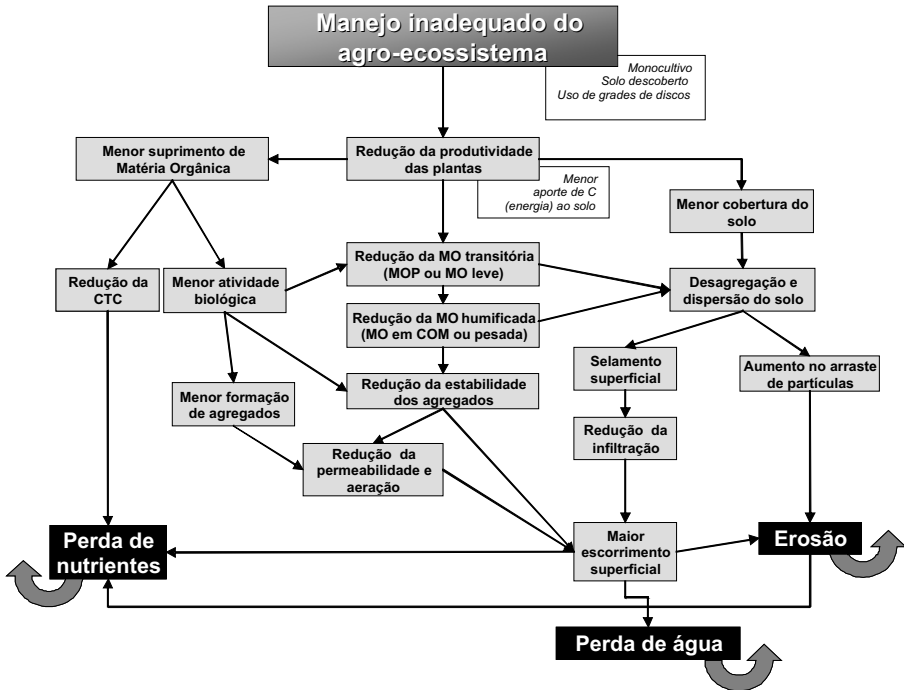 Manejo inadequado do
agro-ecossistema
Monocultivo
Solo descoberto
Uso de grades de discos
Menor suprimento de
Matéria Orgânica
Redução da produtividade
das plantas
Menor
aporte de C
(energia) ao solo
Menor cobertura do
solo
Redução da
CTC
Menor atividade
biológica
Redução da MO transitória
(MOP ou MO leve)
Desagregação e
dispersão do solo
Redução da MO humificada
(MO em COM ou pesada)
Selamento
superficial
Aumento no arraste
de partículas
Menor formação
de agregados
Redução da estabilidade
dos agregados
Redução da
infiltração
Redução da
permeabilidade e
aeração
Perda de
nutrientes
Maior
escorrimento
superficial
Erosão
Perda de água